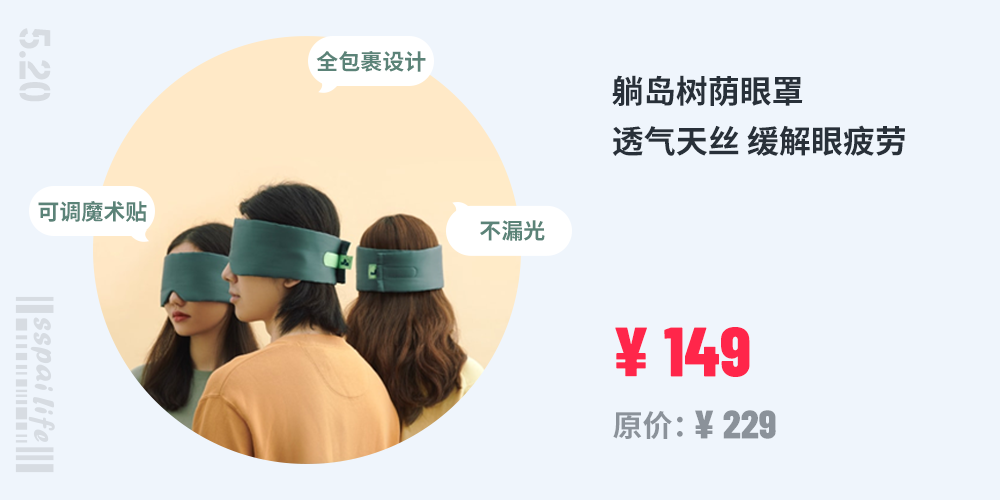 5.20
全包裹设计
躺岛树荫眼罩
透气天丝 缓解眼疲劳
可调魔术贴
不漏光
sspai life
¥ 149
原价：¥ 229